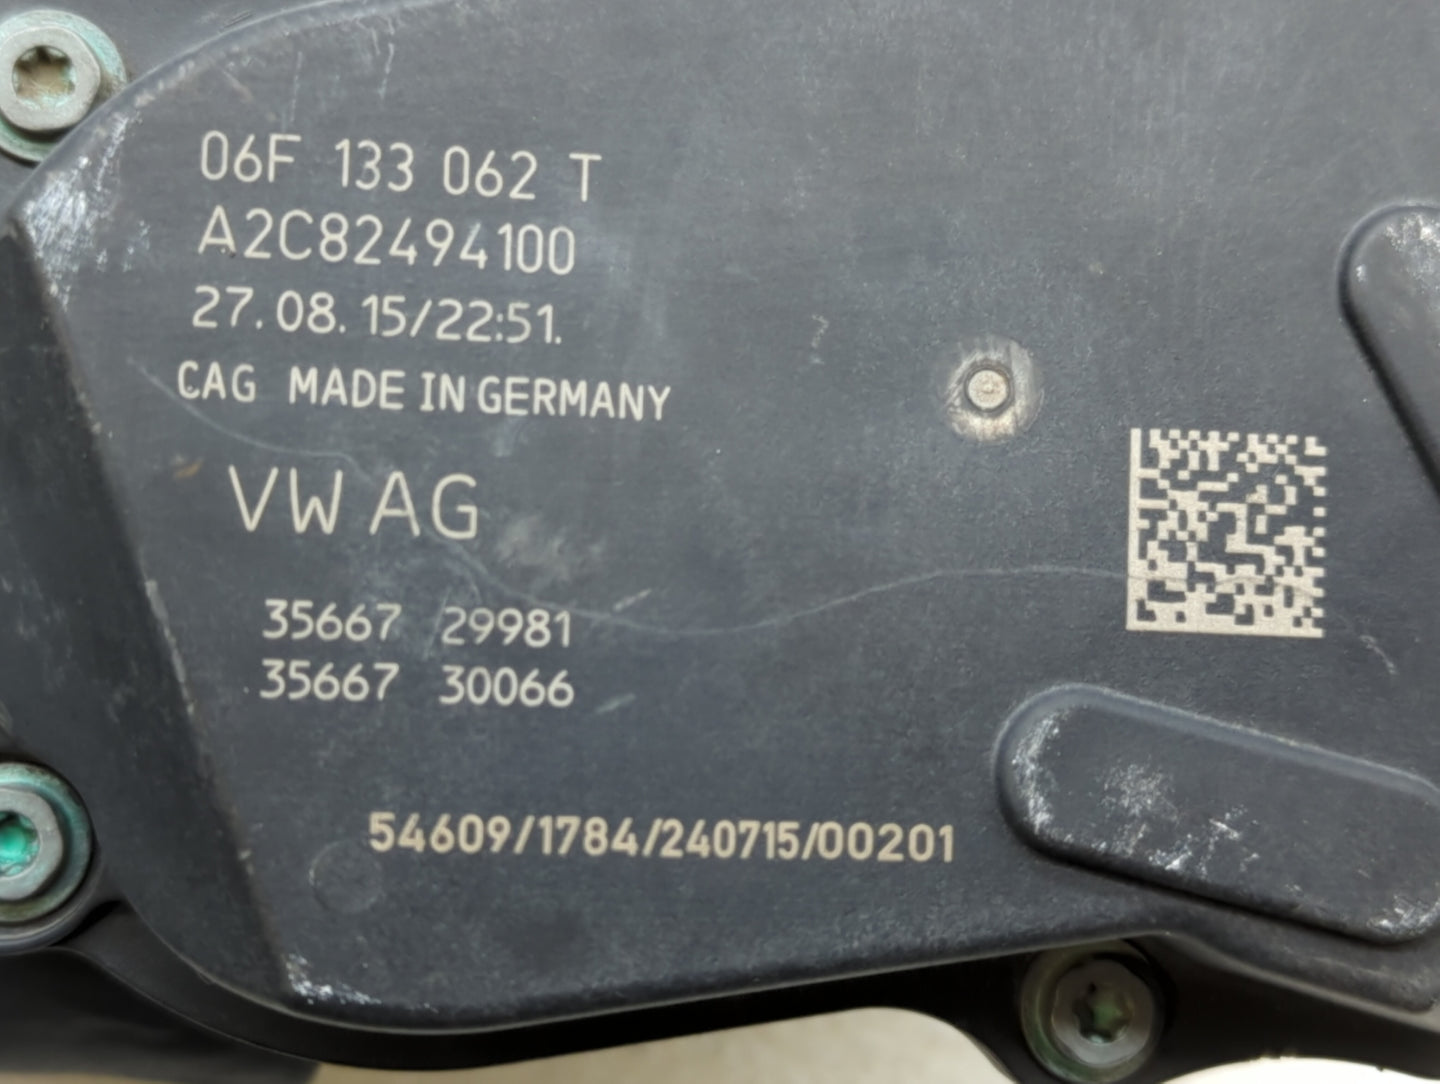 06F 133 062 T
A2C82494100
27.08.15/22:51.
CAG MADE IN GERMANY
VW AG
35667 29981
35667 30066
54609/1784/240715/00201